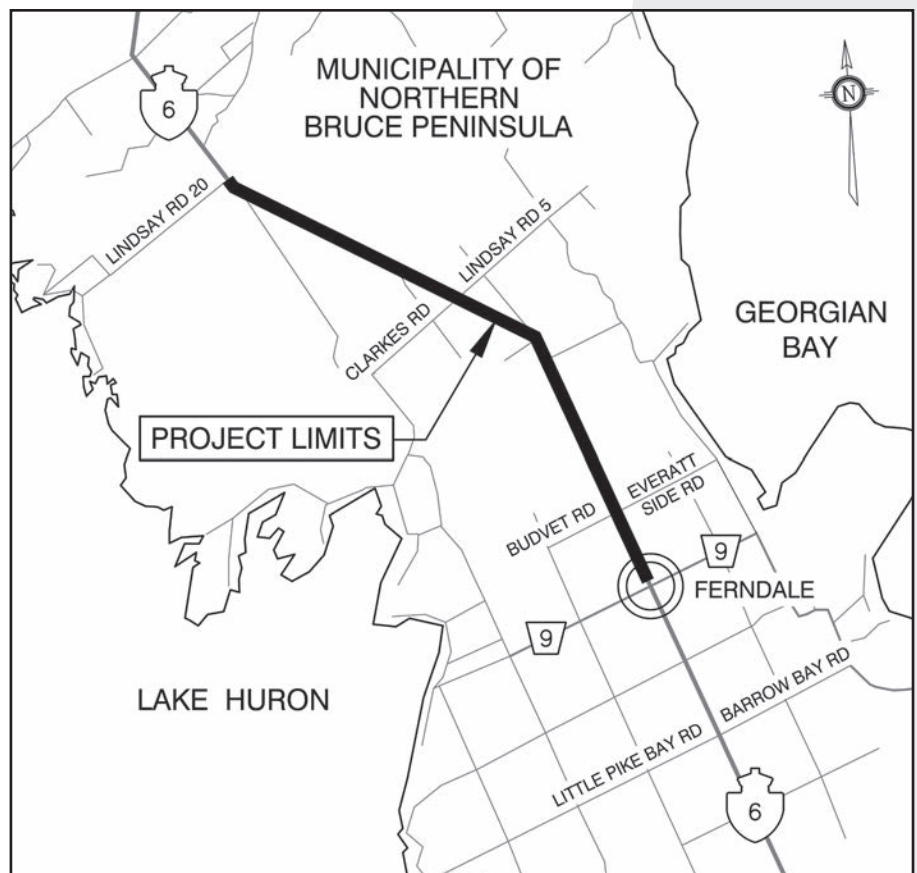 MUNICIPALITY OF
NORTHERN
BRUCE PENINSULA
6
N
LINDSAY RD 20
LINDSAY RD 5
CLARKES RD
GEORGIAN
BAY
PROJECT LIMITS
EVERATT
SIDE RD
BUDVET RD
9
FERNDALE
9
LAKE HURON
BARROW BAY RD
LITTLE PIKE BAY RD
6